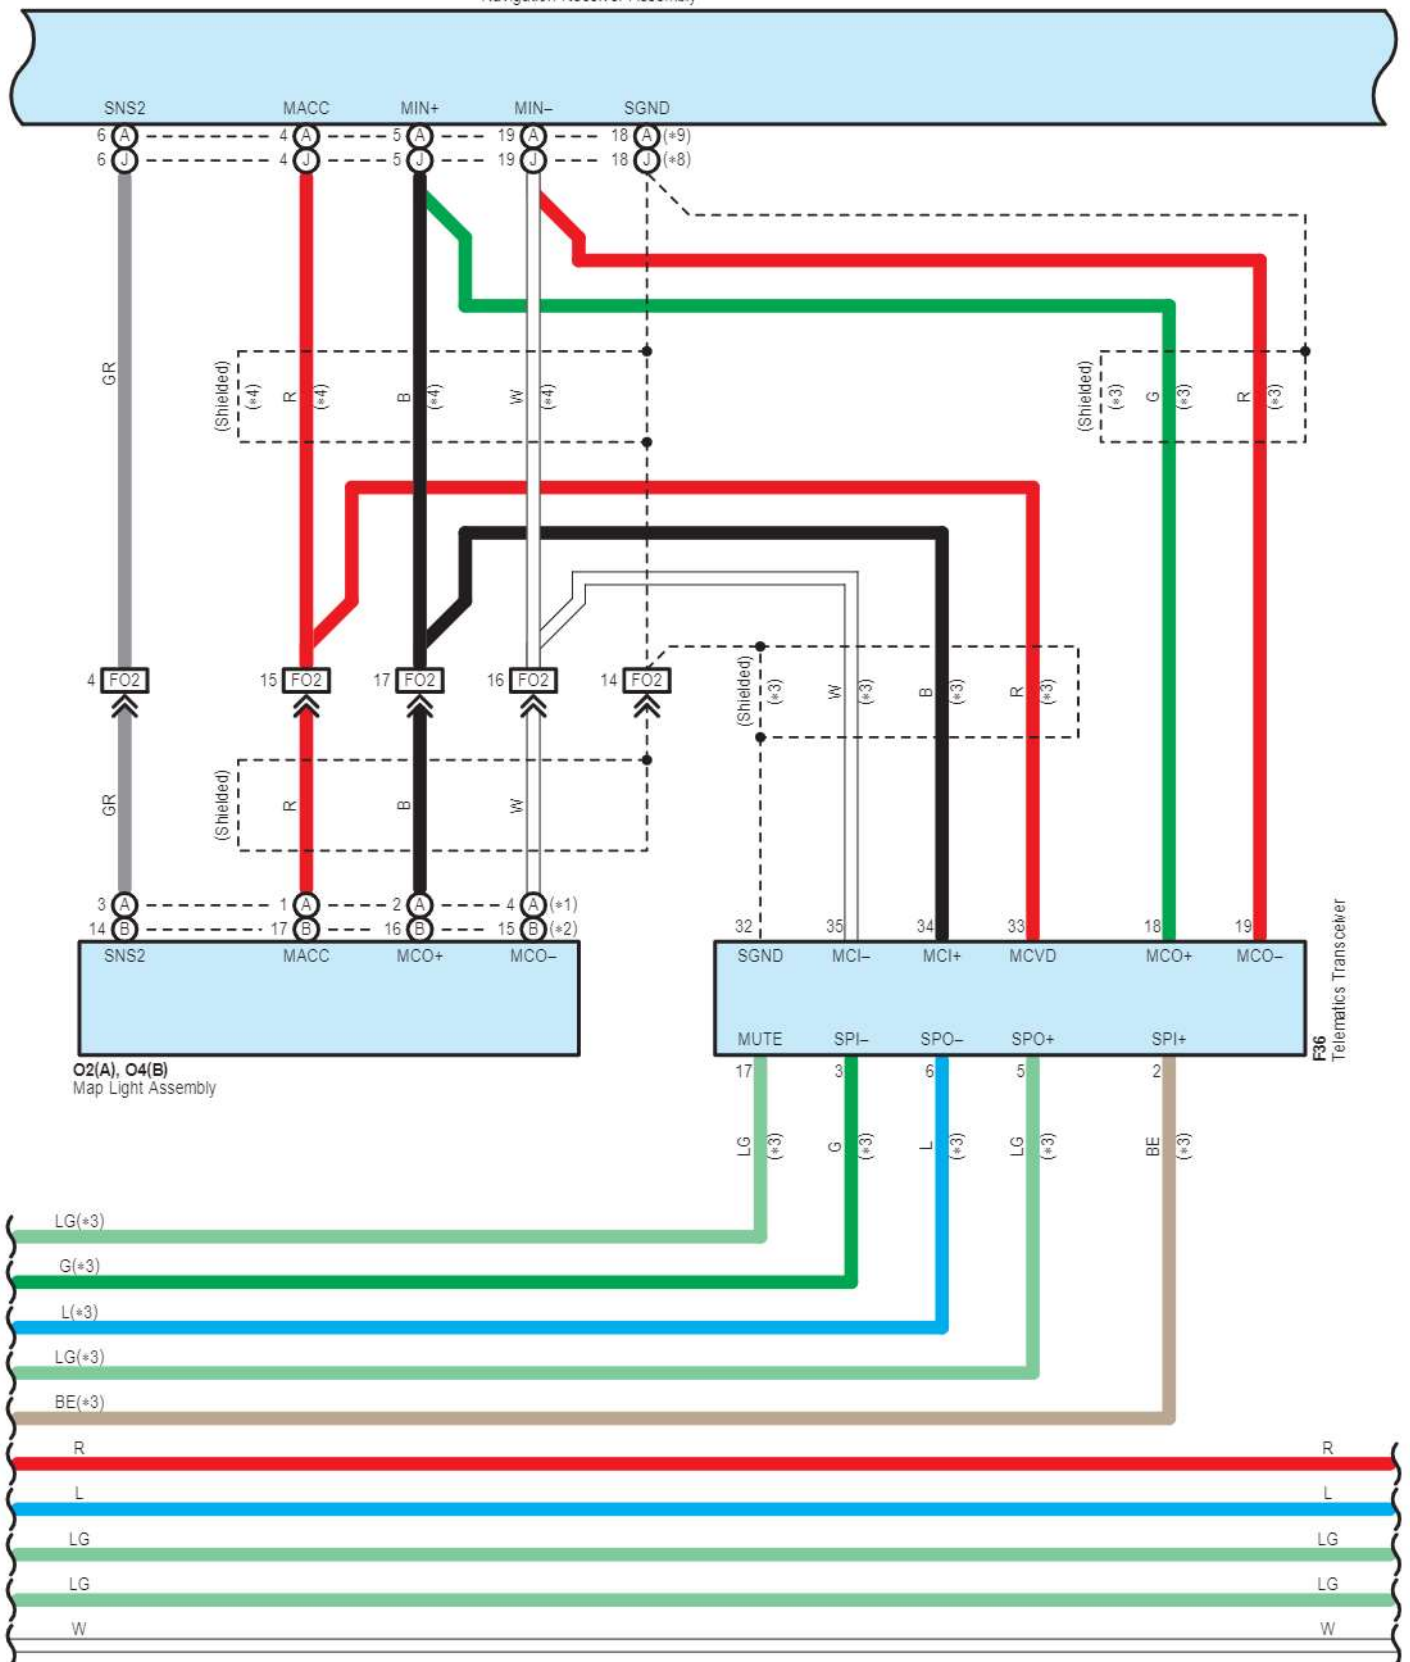 Navigation Receiver Assembly
SNS2 MACC MIN+ MIN– SGND
6 A 4 A 5 A 19 A 18 A (*9)
6 J 4 J 5 J 19 J 18 J (*8)
GR
(Shielded)
(*4)
R
(*4)
B
(*4)
W
(*4)
(Shielded)
(*3)
G
(*3)
R
(*3)
4 FO2 15 FO2 17 FO2 16 FO2 14 FO2
(Shielded)
(*3)
W
(*3)
B
(*3)
R
(*3)
GR
(Shielded)
R
B
W
3 A 1 A 2 A 4 A (*1)
14 B 17 B 16 B 15 B (*2)
32 35 34 33 18 19
SNS2 MACC MCO+ MCO–
SGND MCI– MCI+ MCVD MCO+ MCO–
MUTE SPI– SPO– SPO+ SPI+
F36
Telematics Transceiver
O2(A), O4(B)
Map Light Assembly
17 3 6 5 2
LG
(*3)
G
(*3)
L
(*3)
LG
(*3)
BE
(*3)
LG(*3)
G(*3)
L(*3)
LG(*3)
BE(*3)
R R
L L
LG LG
LG LG
W W